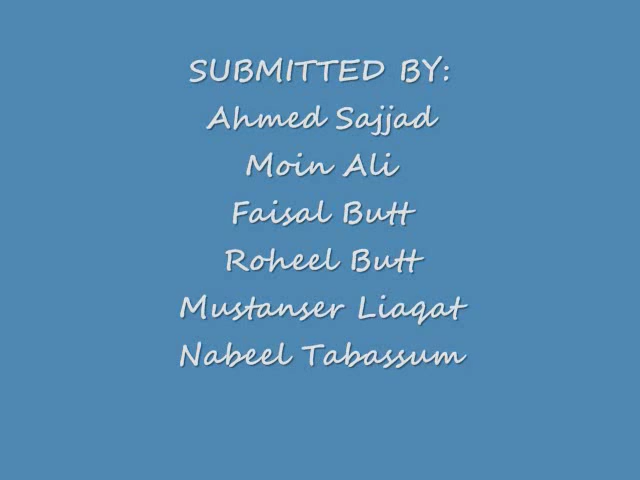 SUBMITTED BY:
Ahmed Sajjad
Moin Ali
Faisal Butt
Roheel Butt
Mustanser Liaqat
Nabeel Tabassum